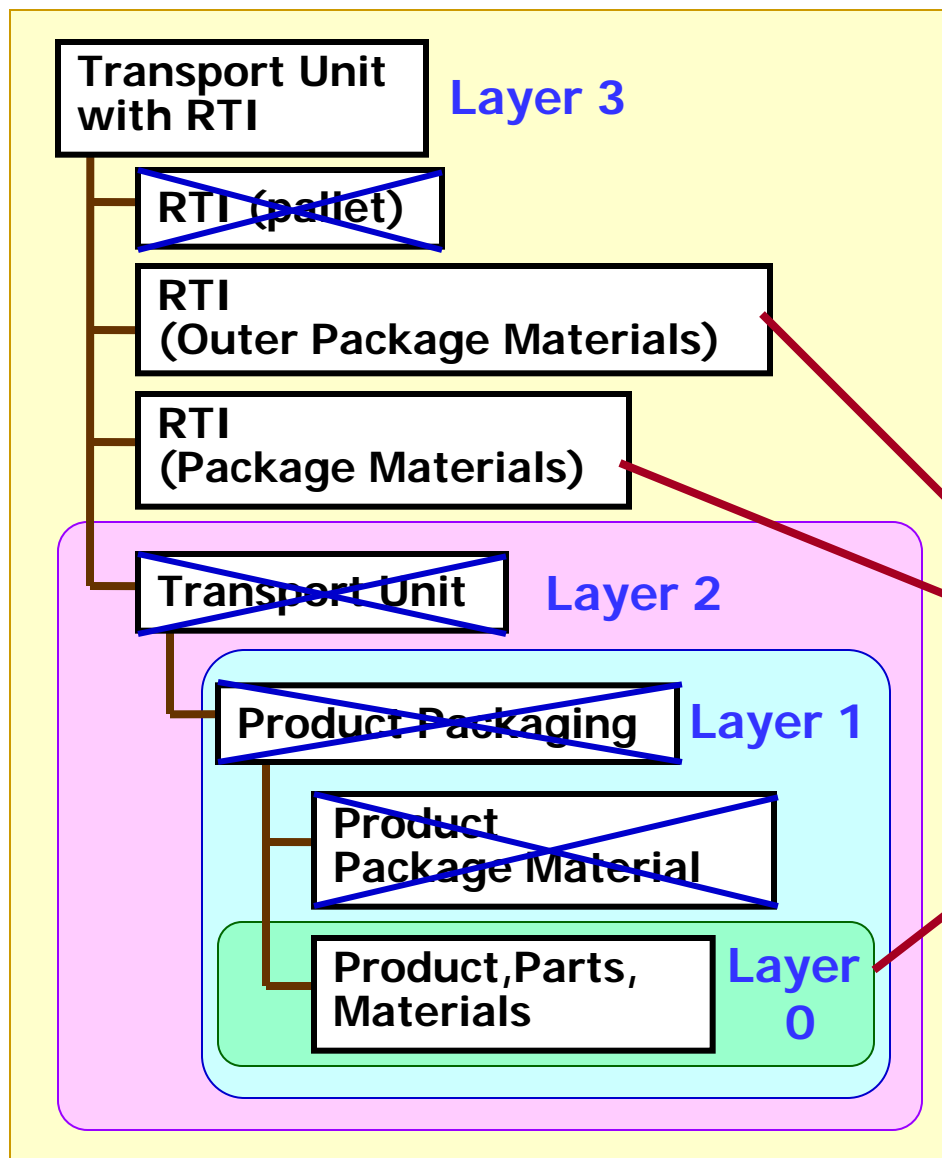 Transport Unit
with RTI
Layer 3
RTI (pallet)
RTI
(Outer Package Materials)
RTI
(Package Materials)
Transport Unit
Layer 2
Product Packaging
Layer 1
Product
Package Material
Product,Parts,
Materials
Layer
0